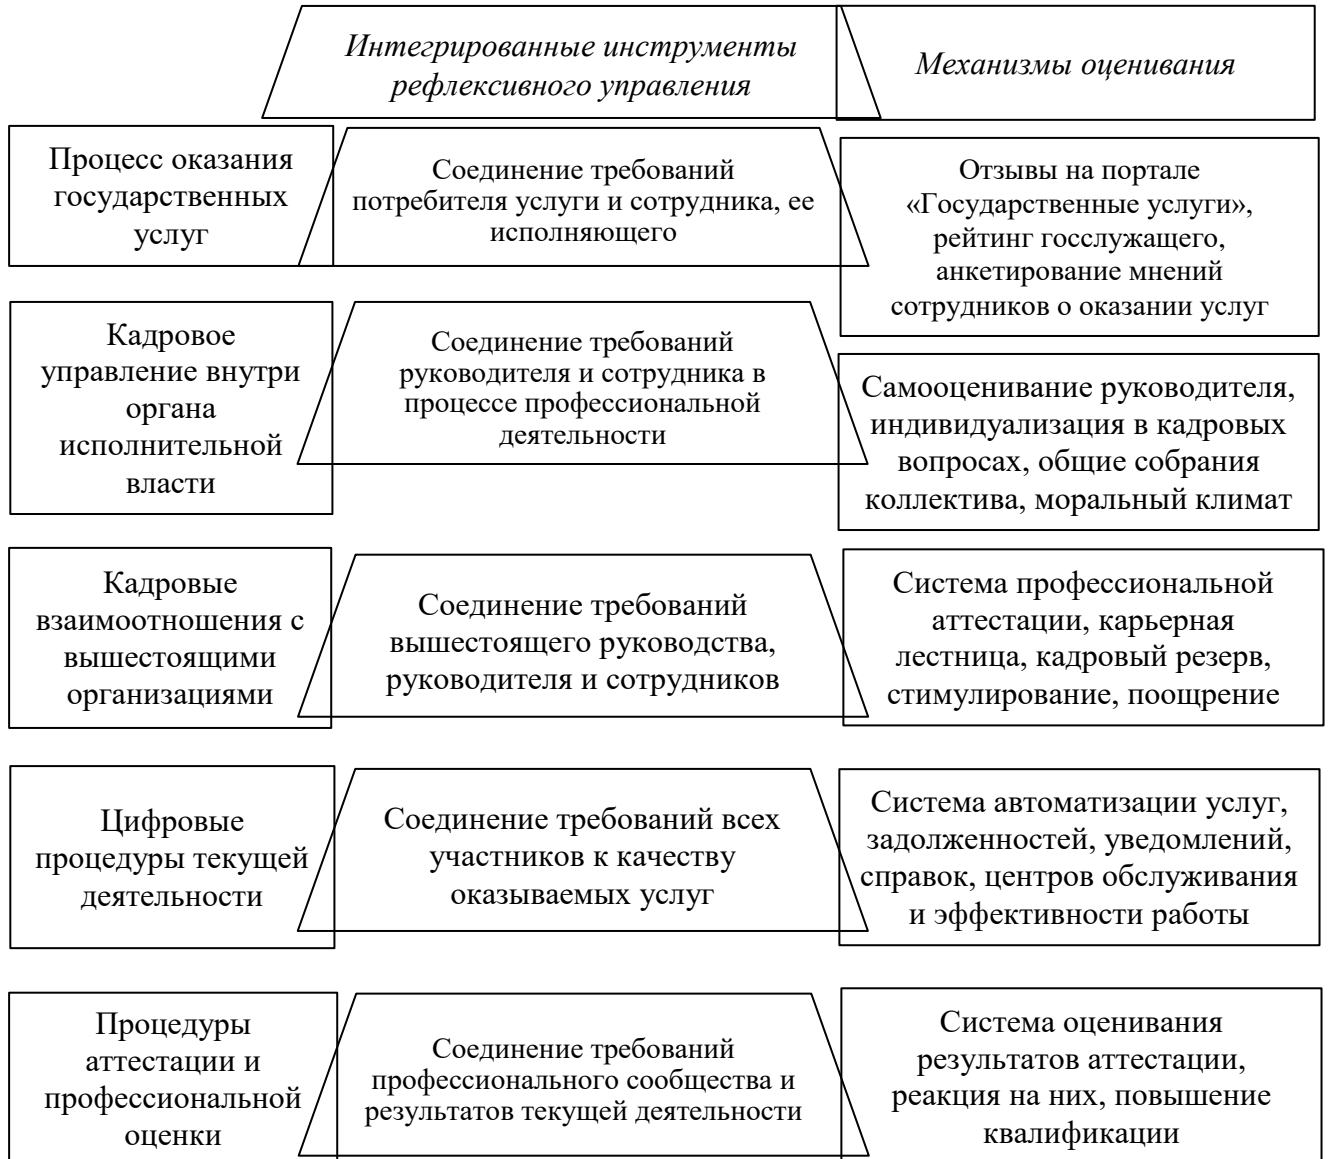 Интегрированные инструменты
рефлексивного управления
Механизмы оценивания
Процесс оказания
государственных
услуг
Соединение требований
потребителя услуги и сотрудника, ее
исполняющего
Отзывы на портале
«Государственные услуги»,
рейтинг госслужащего,
анкетирование мнений
сотрудников о оказании услуг
Кадровое
управление внутри
органа
исполнительной
власти
Соединение требований
руководителя и сотрудника в
процессе профессиональной
деятельности
Самооценивание руководителя,
индивидуализация в кадровых
вопросах, общие собрания
коллектива, моральный климат
Кадровые
взаимоотношения с
вышестоящими
организациями
Соединение требований
вышестоящего руководства,
руководителя и сотрудников
Система профессиональной
аттестации, карьерная
лестница, кадровый резерв,
стимулирование, поощрение
Цифровые
процедуры текущей
деятельности
Соединение требований всех
участников к качеству
оказываемых услуг
Система автоматизации услуг,
задолженностей, уведомлений,
справок, центров обслуживания
и эффективности работы
Процедуры
аттестации и
профессиональной
оценки
Соединение требований
профессионального сообщества и
результатов текущей деятельности
Система оценивания
результатов аттестации,
реакция на них, повышение
квалификации